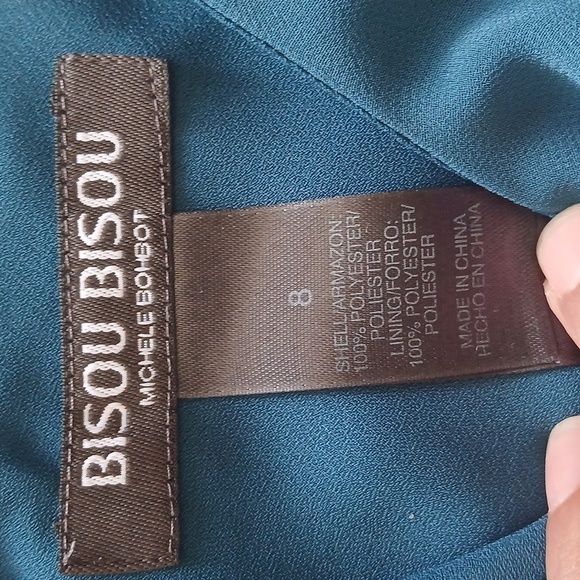 BISOU BISOU
MICHELE BOHBOT
8
SHELL/ARMAZON
100% POLYESTER/
POLIESTER
LINING/FORRO:
100% POLYESTER/
POLIESTER
MADE IN CHINA
HECHO EN CHINA